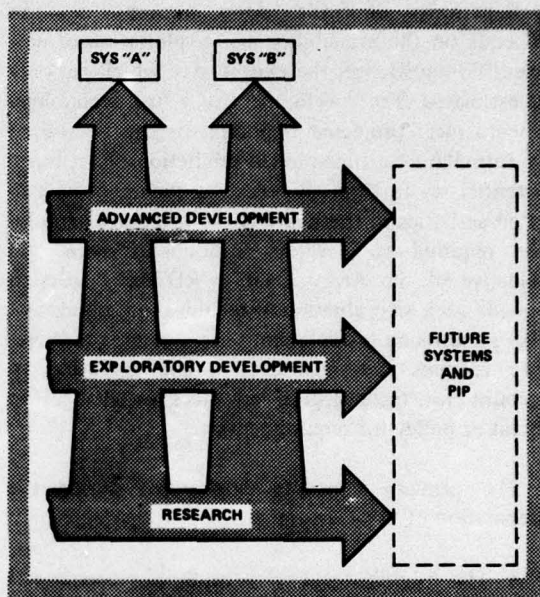 SYS "A"
SYS "B"
ADVANCED DEVELOPMENT
EXPLORATORY DEVELOPMENT
FUTURE
SYSTEMS
AND
PIP
RESEARCH